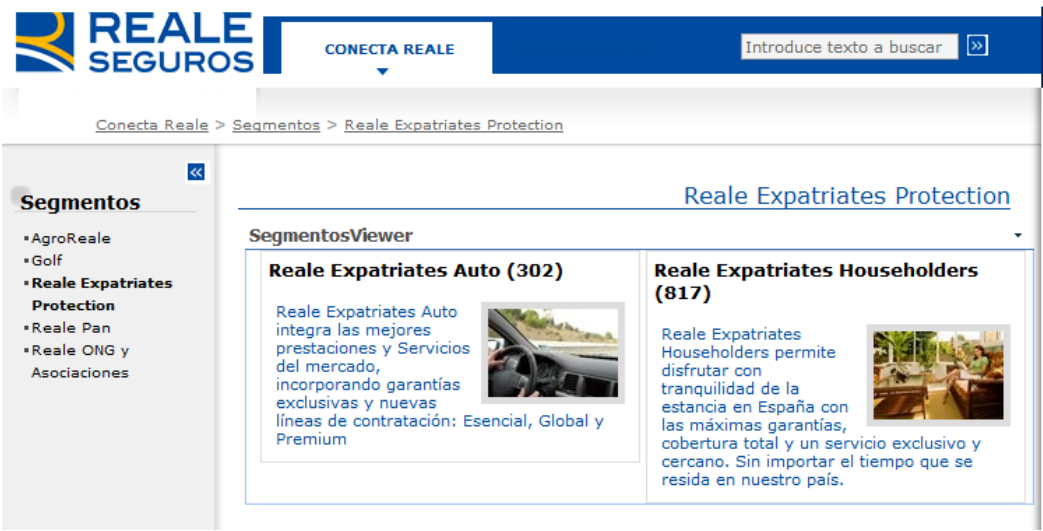 REALE
SEGUROS
CONECTA REALE
Introduce texto a buscar
Conecta Reale > Segmentos > Reale Expatriates Protection
Segmentos
AgroReale
Golf
Reale Expatriates
Protection
Reale Pan
Reale ONG y
Asociaciones
Reale Expatriates Protection
SegmentosViewer
Reale Expatriates Auto (302)
Reale Expatriates Auto
integra las mejores
prestaciones y Servicios
del mercado,
incorporando garantías
exclusivas y nuevas
líneas de contratación: Esencial, Global y
Premium
Reale Expatriates Householders
(817)
Reale Expatriates
Householders permite
disfrutar con
tranquilidad de la
estancia en España con
las máximas garantías,
cobertura total y un servicio exclusivo y
cercano. Sin importar el tiempo que se
resida en nuestro país.